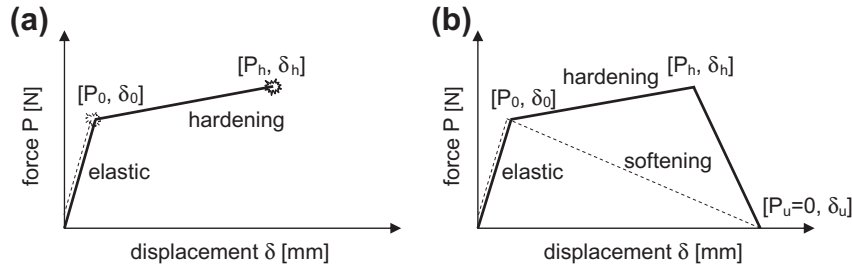 (a)
[Pₕ, δₕ]
[P₀, δ₀]
hardening
elastic
force P [N]
displacement δ [mm]
(b)
[Pₕ, δₕ]
hardening
[P₀, δ₀]
softening
elastic
[Pᵤ=0, δᵤ]
force P [N]
displacement δ [mm]